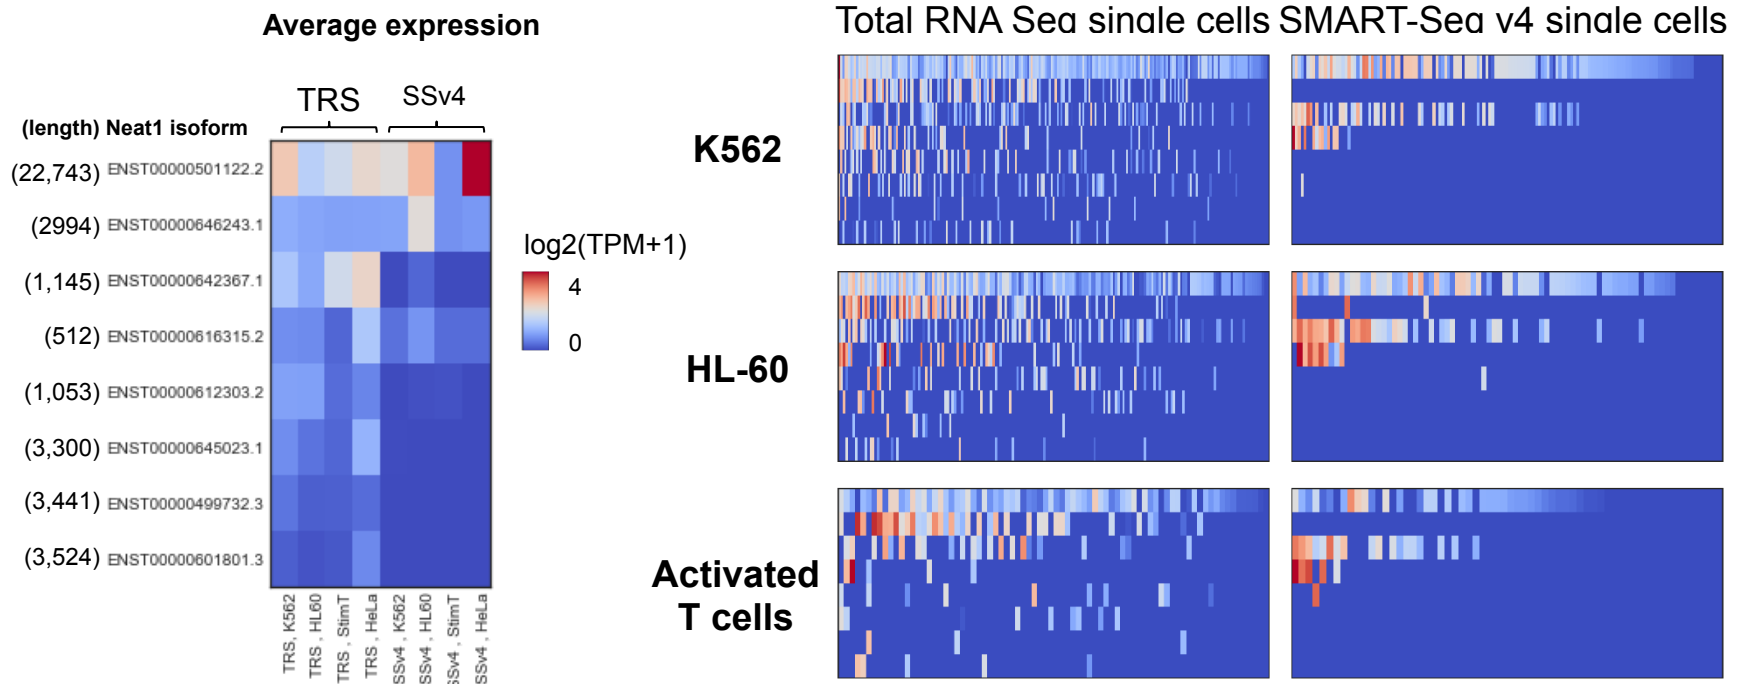 Average expression
Total RNA Seq single cells SMART-Seq v4 single cells
TRS SSv4
(length) Neat1 isoform
(22,743) ENST00000501122.2
(2994) ENST00000646243.1
(1,145) ENST00000642367.1
(512) ENST00000616315.2
(1,053) ENST00000612303.2
(3,300) ENST00000645023.1
(3,441) ENST00000499732.3
(3,524) ENST00000601801.3
log2(TPM+1)
4
0
K562
HL-60
Activated
T cells
TRS, K562
TRS , HL60
TRS , StimT
TRS , HeLa
SSv4 , K562
SSv4 , HL60
SSv4 , StimT
SSv4 , HeLa